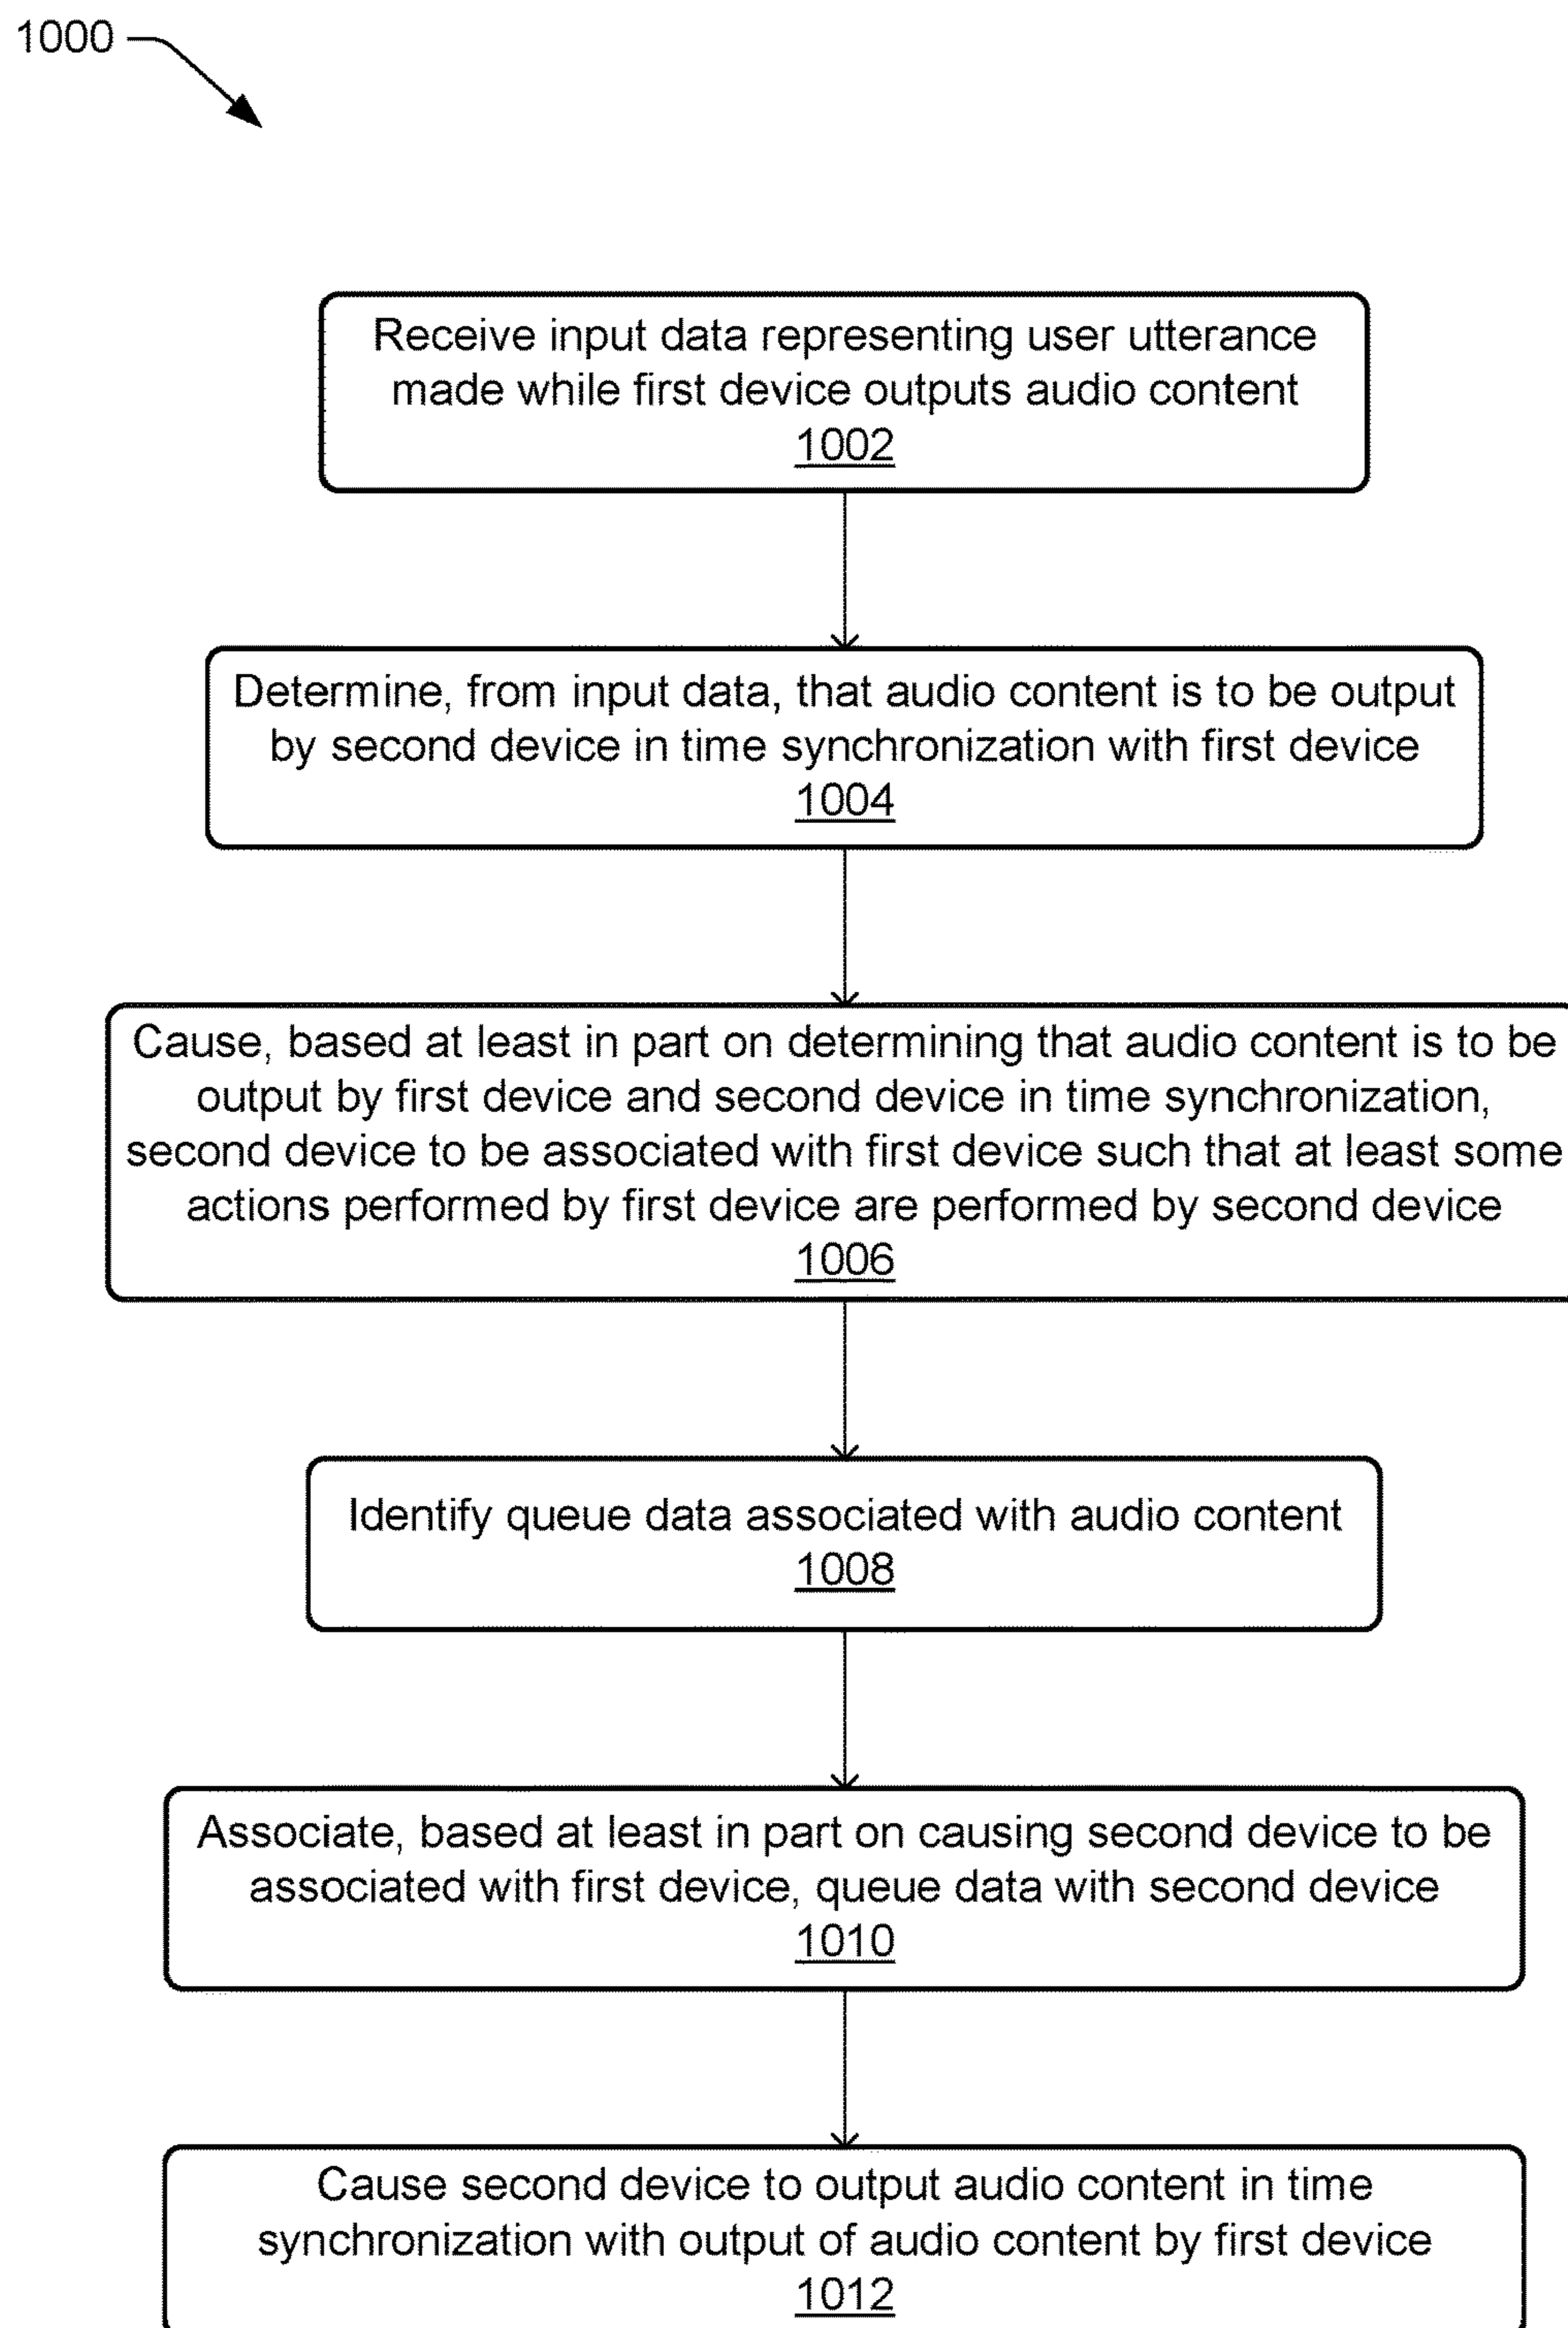 1000
Receive input data representing user utterance
made while first device outputs audio content
1002
Determine, from input data, that audio content is to be output
by second device in time synchronization with first device
1004
Cause, based at least in part on determining that audio content is to be
output by first device and second device in time synchronization,
second device to be associated with first device such that at least some
actions performed by first device are performed by second device
1006
Identify queue data associated with audio content
1008
Associate, based at least in part on causing second device to be
associated with first device, queue data with second device
1010
Cause second device to output audio content in time
synchronization with output of audio content by first device
1012